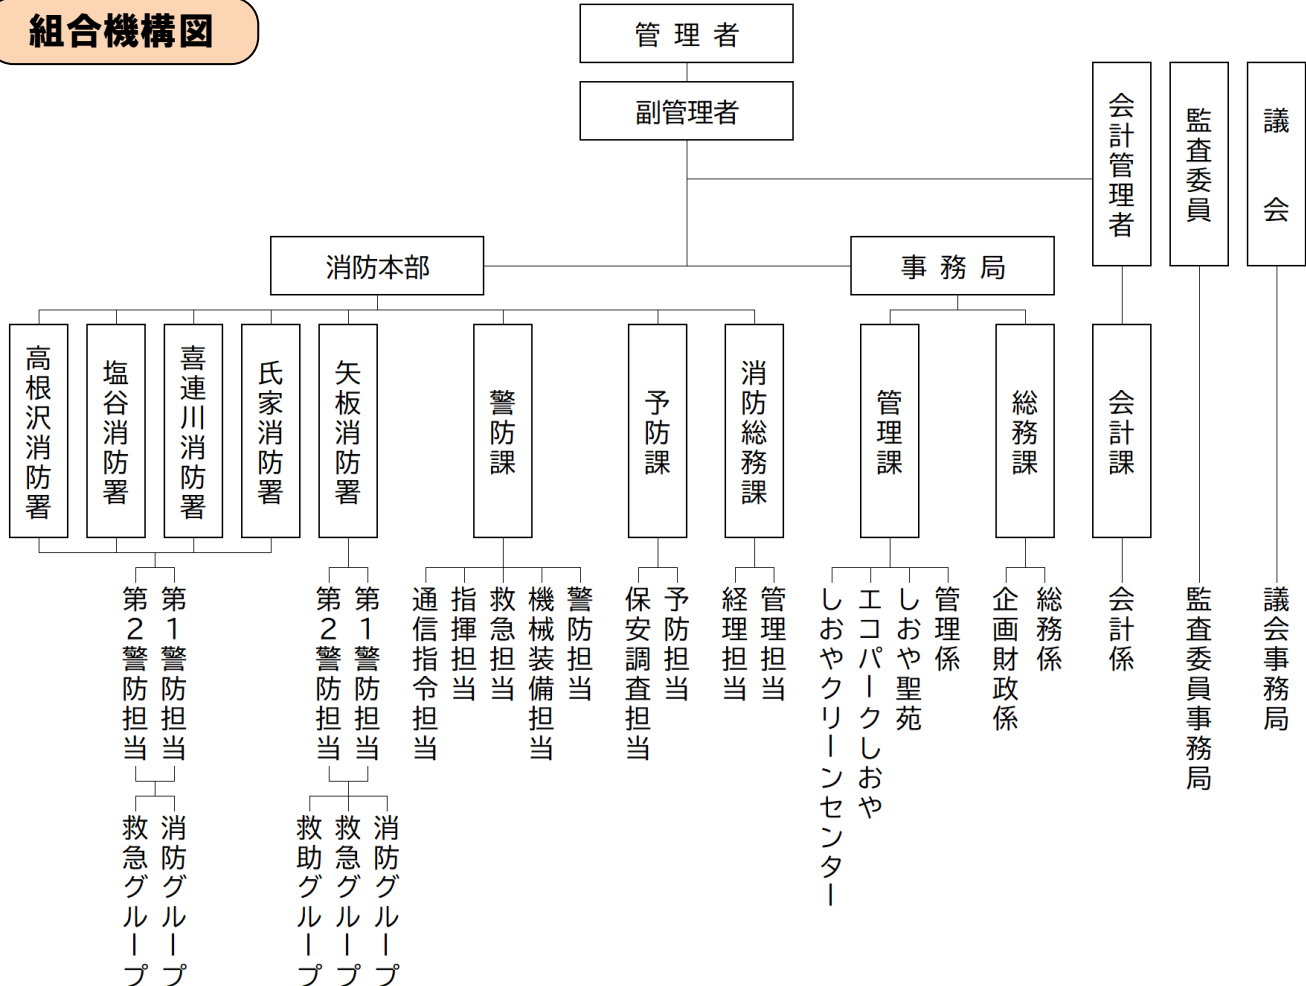 組合機構図
管理者
副管理者
会計管理者
監査委員
議会
消防本部
事務局
高根沢消防署
塩谷消防署
喜連川消防署
氏家消防署
矢板消防署
警防課
予防課
消防総務課
管理課
総務課
会計課
第2警防担当
第1警防担当
第2警防担当
第1警防担当
通信指令担当
指揮担当
救急担当
機械装備担当
警防担当
保安調査担当
予防担当
経理担当
管理担当
しおやクリーンセンター
エコパークしおや
しおや聖苑
管理係
企画財政係
総務係
会計係
監査委員事務局
議会事務局
救急グループ
消防グループ
救助グループ
救急グループ
消防グループ